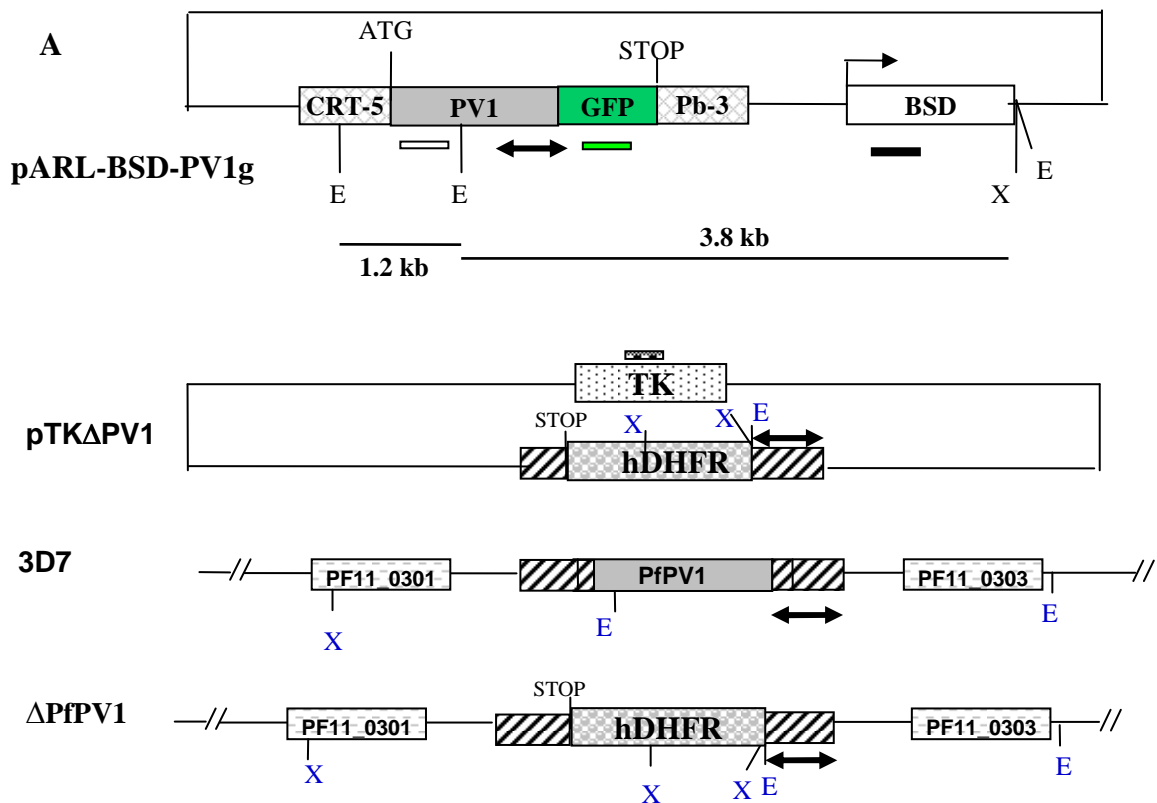 A
ATG
STOP
CRT-5 PV1 GFP Pb-3 BSD
pARL-BSD-PV1g
E E X E
1.2 kb
3.8 kb
TK
pTKΔPV1
STOP X X E
hDHFR
3D7
PF11_0301 PfPV1 PF11_0303
X E E
STOP
ΔPfPV1
PF11_0301 hDHFR PF11_0303
X X X E E